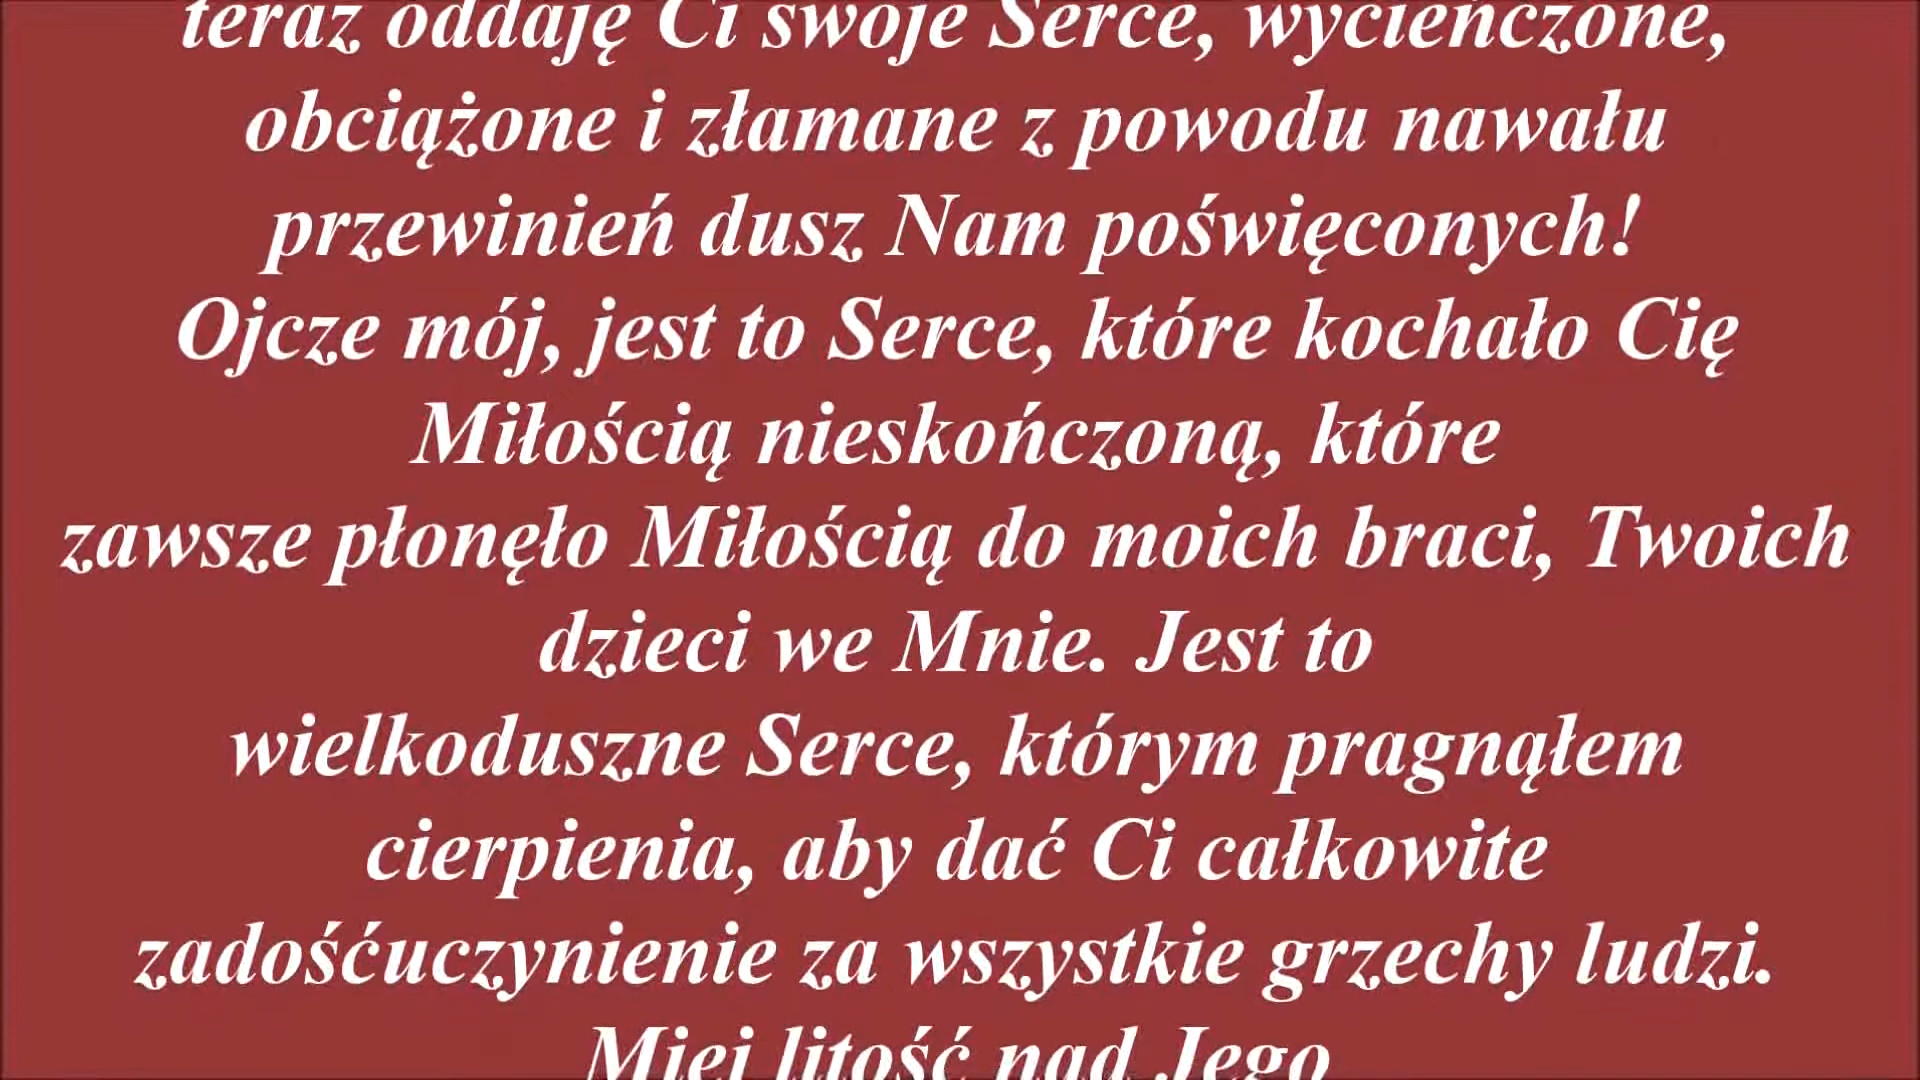 teraz oddaję Ci swoje Serce, wycieńczone,
obciążone i złamane z powodu nawału
przewinień dusz Nam poświęconych!
Ojcze mój, jest to Serce, które kochało Cię
Miłością nieskończoną, które
zawsze płonęło Miłością do moich braci, Twoich
dzieci we Mnie. Jest to
wielkoduszne Serce, którym pragnąłem
cierpienia, aby dać Ci całkowite
zadośćuczynienie za wszystkie grzechy ludzi.
Miej litość nad Jego